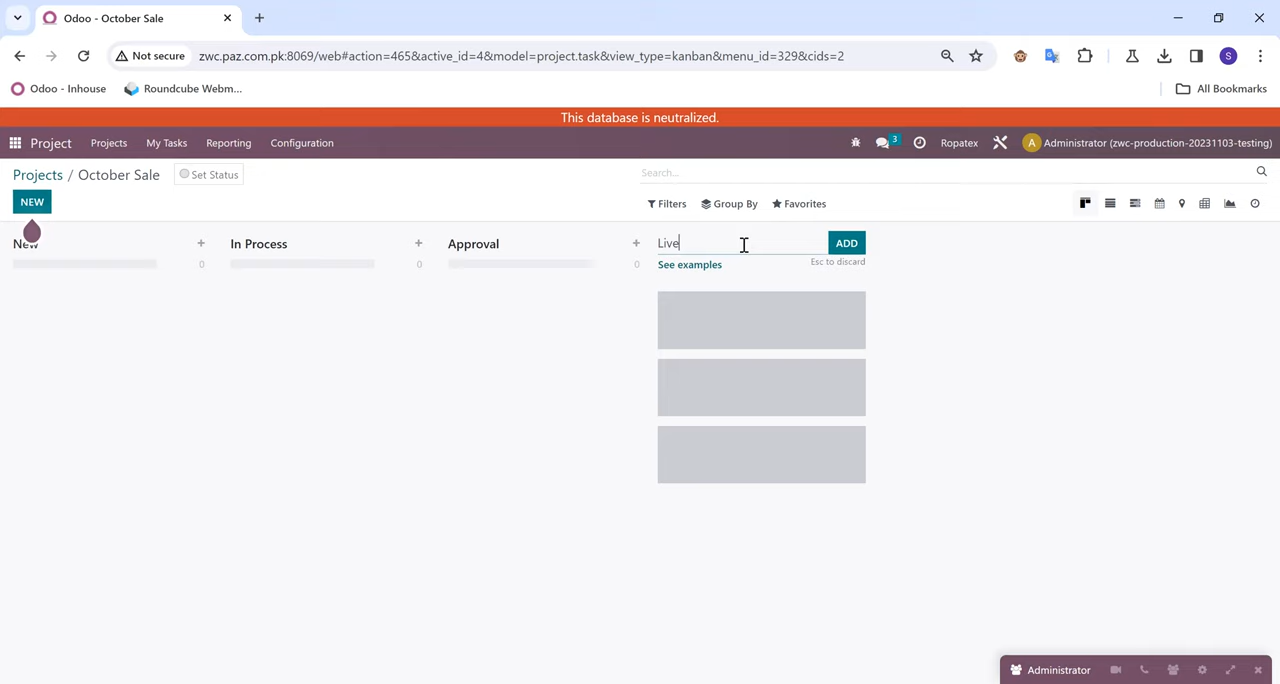 Odoo - October Sale
Not secure zwc.paz.com.pk:8069/web#action=465&active_id=4&model=project.task&view_type=kanban&menu_id=329&cids=2 S
Odoo - Inhouse Roundcube Webm... All Bookmarks
This database is neutralized.
Project Projects My Tasks Reporting Configuration 3 Ropatex A Administrator (zwc-production-20231103-testing)
Projects / October Sale Set Status Search...
NEW Filters Group By Favorites
New + In Process + Approval + Live ADD
0 0 0 See examples Esc to discard
Administrator